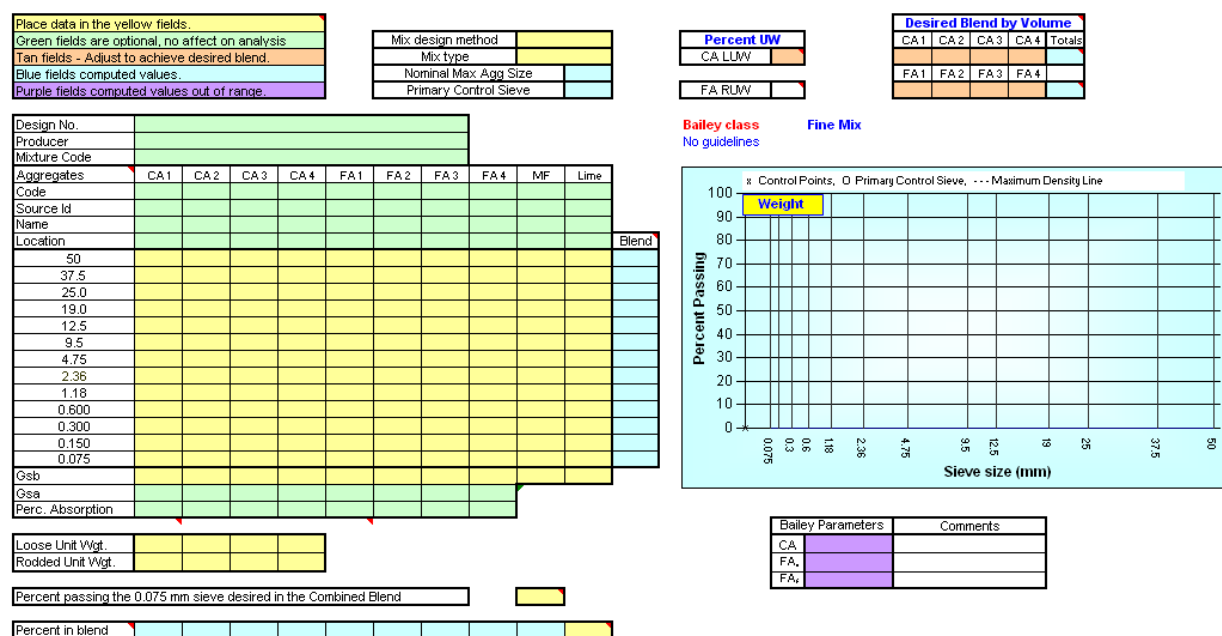 Place data in the yellow fields.
Green fields are optional, no affect on analysis
Tan fields - Adjust to achieve desired blend.
Blue fields computed values.
Purple fields computed values out of range.
Mix design method
Mix type
Nominal Max Agg Size
Primary Control Sieve
Percent UW
CA LUW
FA RUW
Desired Blend by Volume
CA 1 CA 2 CA 3 CA 4 Totals
FA 1 FA 2 FA 3 FA 4
Design No.
Producer
Mixture Code
Aggregates CA 1 CA 2 CA 3 CA 4 FA 1 FA 2 FA 3 FA 4 MF Lime
Code
Source Id
Name
Location Blend
50
37.5
25.0
19.0
12.5
9.5
4.75
2.36
1.18
0.600
0.300
0.150
0.075
Gsb
Gsa
Perc. Absorption
Loose Unit Wgt.
Rodded Unit Wgt.
Percent passing the 0.075 mm sieve desired in the Combined Blend
Percent in blend
Bailey class Fine Mix
No guidelines
x Control Points, O Primary Control Sieve, --- Maximum Density Line
Weight
Percent Passing
100
90
80
70
60
50
40
30
20
10
0
0.075 0.3 0.6 1.18 2.36 4.75 9.5 12.5 19 25 37.5 50
Sieve size (mm)
Bailey Parameters Comments
CA
FAc
FAf